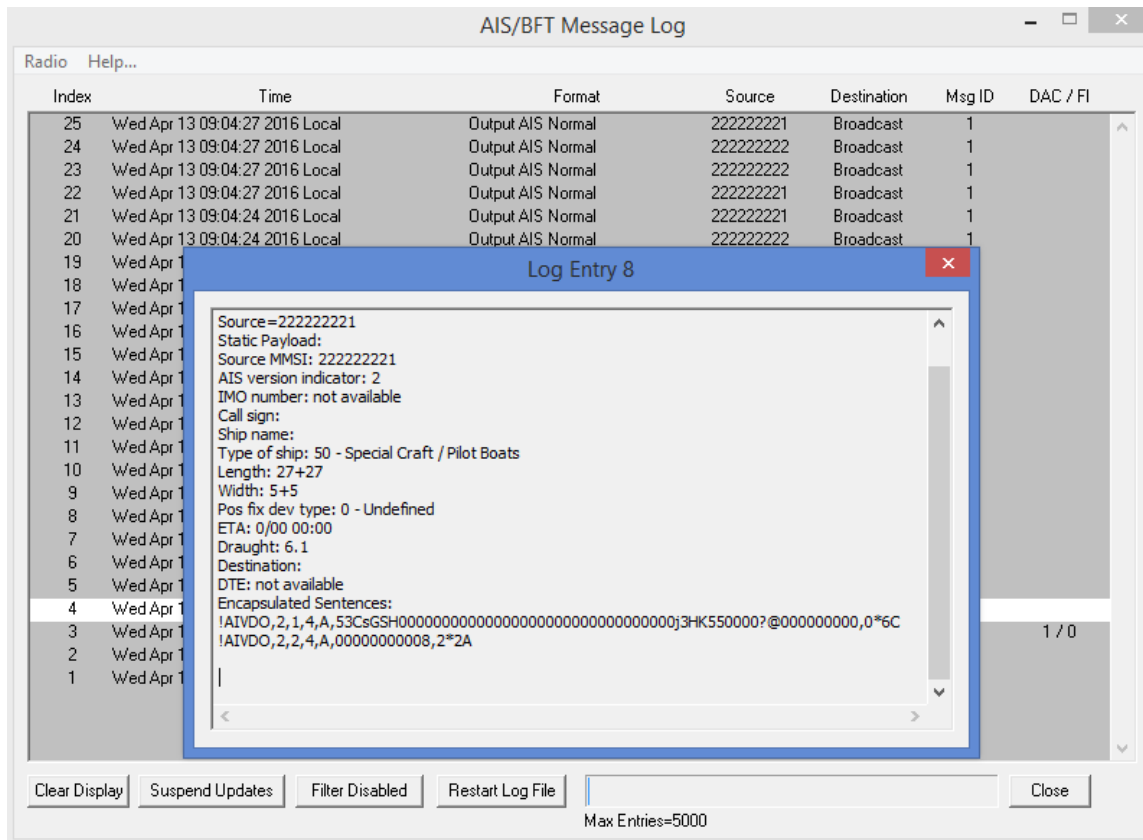 AIS/BFT Message Log
Radio Help...
Index Time Format Source Destination Msg ID DAC / FI
25 Wed Apr 13 09:04:27 2016 Local Output AIS Normal 222222221 Broadcast 1
24 Wed Apr 13 09:04:27 2016 Local Output AIS Normal 222222222 Broadcast 1
23 Wed Apr 13 09:04:27 2016 Local Output AIS Normal 222222222 Broadcast 1
22 Wed Apr 13 09:04:27 2016 Local Output AIS Normal 222222221 Broadcast 1
21 Wed Apr 13 09:04:24 2016 Local Output AIS Normal 222222221 Broadcast 1
20 Wed Apr 13 09:04:24 2016 Local Output AIS Normal 222222222 Broadcast 1
19 Wed Apr 1
18 Wed Apr 1
17 Wed Apr 1
16 Wed Apr 1
15 Wed Apr 1
14 Wed Apr 1
13 Wed Apr 1
12 Wed Apr 1
11 Wed Apr 1
10 Wed Apr 1
9 Wed Apr 1
8 Wed Apr 1
7 Wed Apr 1
6 Wed Apr 1
5 Wed Apr 1
4 Wed Apr 1
3 Wed Apr 1 1 / 0
2 Wed Apr 1
1 Wed Apr 1
Log Entry 8
Source=222222221
Static Payload:
Source MMSI: 222222221
AIS version indicator: 2
IMO number: not available
Call sign:
Ship name:
Type of ship: 50 - Special Craft / Pilot Boats
Length: 27+27
Width: 5+5
Pos fix dev type: 0 - Undefined
ETA: 0/00 00:00
Draught: 6.1
Destination:
DTE: not available
Encapsulated Sentences:
!AIVDO,2,1,4,A,53CsGSH00000000000000000000000000000000j3HK550000?@000000000,0*6C
!AIVDO,2,2,4,A,00000000008,2*2A
Clear Display Suspend Updates Filter Disabled Restart Log File Close
Max Entries=5000